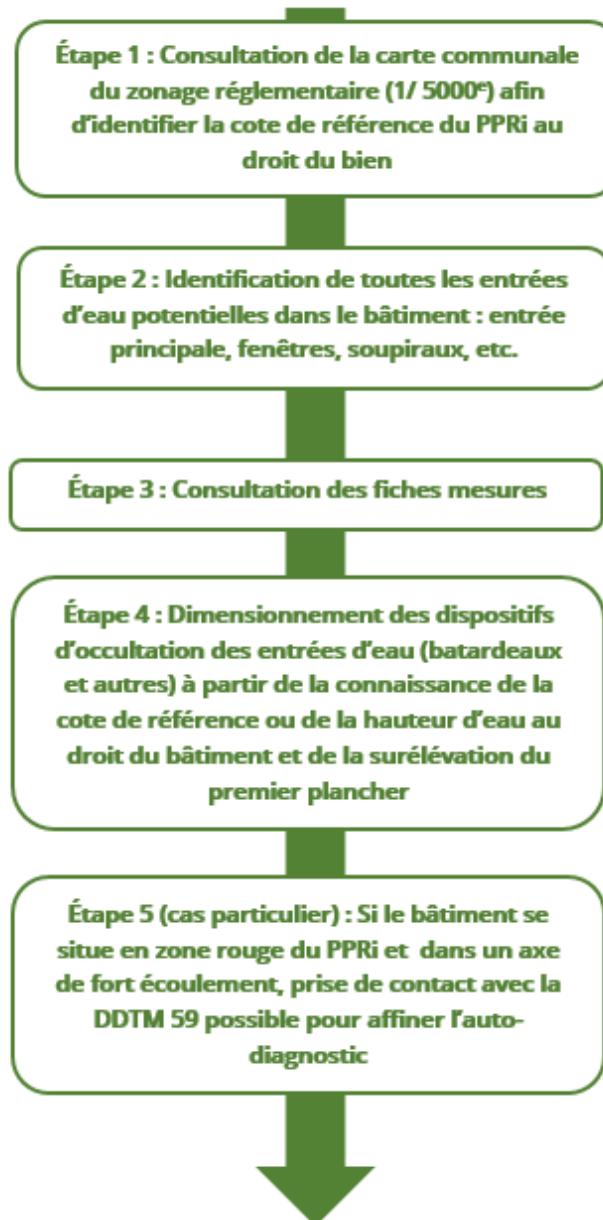 Étape 1 : Consultation de la carte communale
du zonage réglementaire (1/ 5000ᵉ) afin
d'identifier la cote de référence du PPRi au
droit du bien
Étape 2 : Identification de toutes les entrées
d'eau potentielles dans le bâtiment : entrée
principale, fenêtres, soupiraux, etc.
Étape 3 : Consultation des fiches mesures
Étape 4 : Dimensionnement des dispositifs
d'occultation des entrées d'eau (batardeaux
et autres) à partir de la connaissance de la
cote de référence ou de la hauteur d'eau au
droit du bâtiment et de la surélévation du
premier plancher
Étape 5 (cas particulier) : Si le bâtiment se
situe en zone rouge du PPRi et dans un axe
de fort écoulement, prise de contact avec la
DDTM 59 possible pour affiner l'auto-
diagnostic